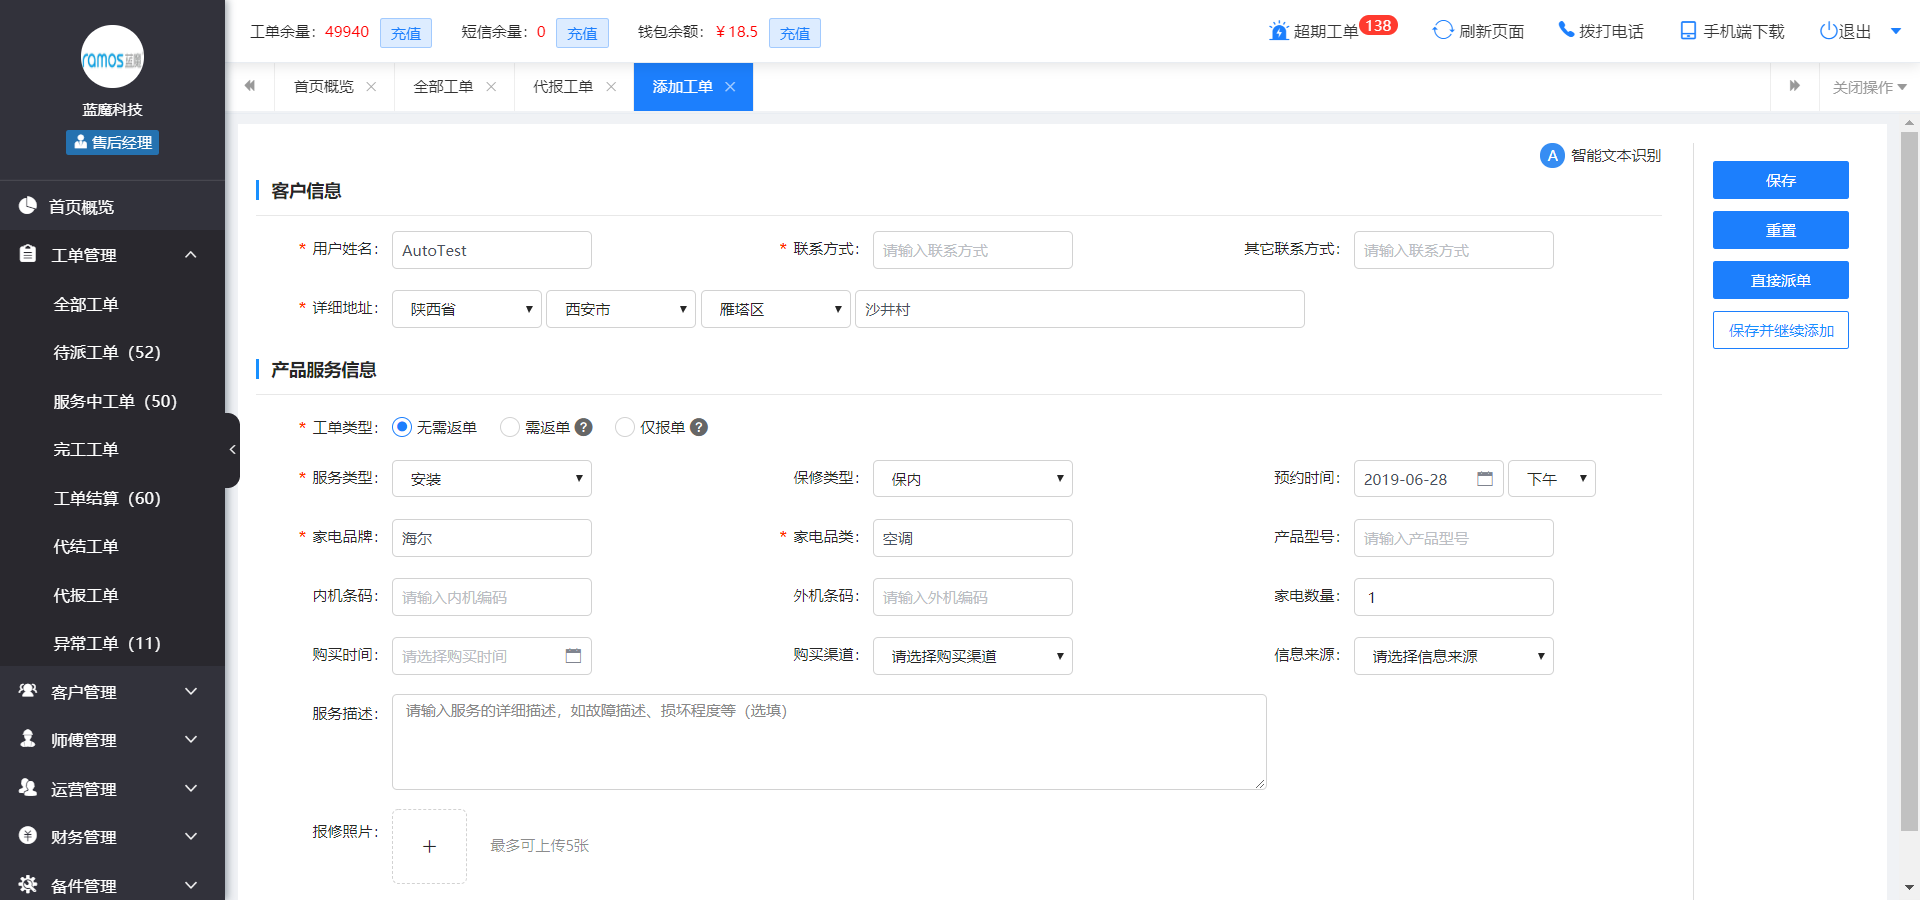 工单余量：49940 充值 短信余量：0 充值 钱包余额：￥18.5 充值 超期工单 138 刷新页面 拨打电话 手机端下载 退出
首页概览 全部工单 代报工单 添加工单 关闭操作
ramos蓝魔
蓝魔科技
售后经理
首页概览
工单管理
全部工单
待派工单（52）
服务中工单（50）
完工工单
工单结算（60）
代结工单
代报工单
异常工单（11）
客户管理
师傅管理
运营管理
财务管理
备件管理
A 智能文本识别
客户信息
* 用户姓名： AutoTest * 联系方式： 请输入联系方式 其它联系方式： 请输入联系方式
* 详细地址： 陕西省 西安市 雁塔区 沙井村
产品服务信息
* 工单类型： 无需返单 需返单 ? 仅报单 ?
* 服务类型： 安装 保修类型： 保内 预约时间： 2019-06-28 下午
* 家电品牌： 海尔 * 家电品类： 空调 产品型号： 请输入产品型号
内机条码： 请输入内机编码 外机条码： 请输入外机编码 家电数量： 1
购买时间： 请选择购买时间 购买渠道： 请选择购买渠道 信息来源： 请选择信息来源
服务描述： 请输入服务的详细描述，如故障描述、损坏程度等（选填）
报修照片： + 最多可上传5张
保存
重置
直接派单
保存并继续添加